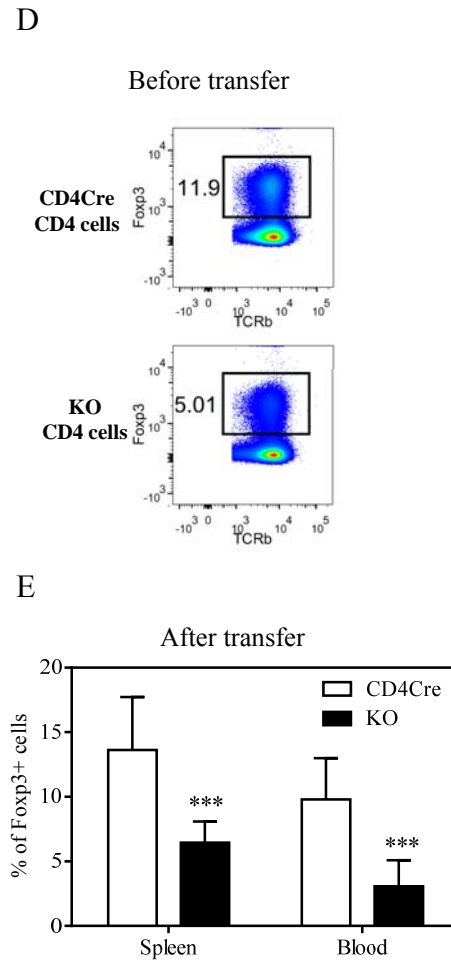 D
Before transfer
CD4Cre
CD4 cells
Foxp3
10^4
10^3
-10^3
11.9
-10^3 0 10^3 10^4 10^5
TCRb
KO
CD4 cells
Foxp3
10^4
10^3
-10^3
5.01
-10^3 0 10^3 10^4 10^5
TCRb
E
After transfer
% of Foxp3+ cells
20
15
10
5
0
CD4Cre
KO
***
***
Spleen Blood